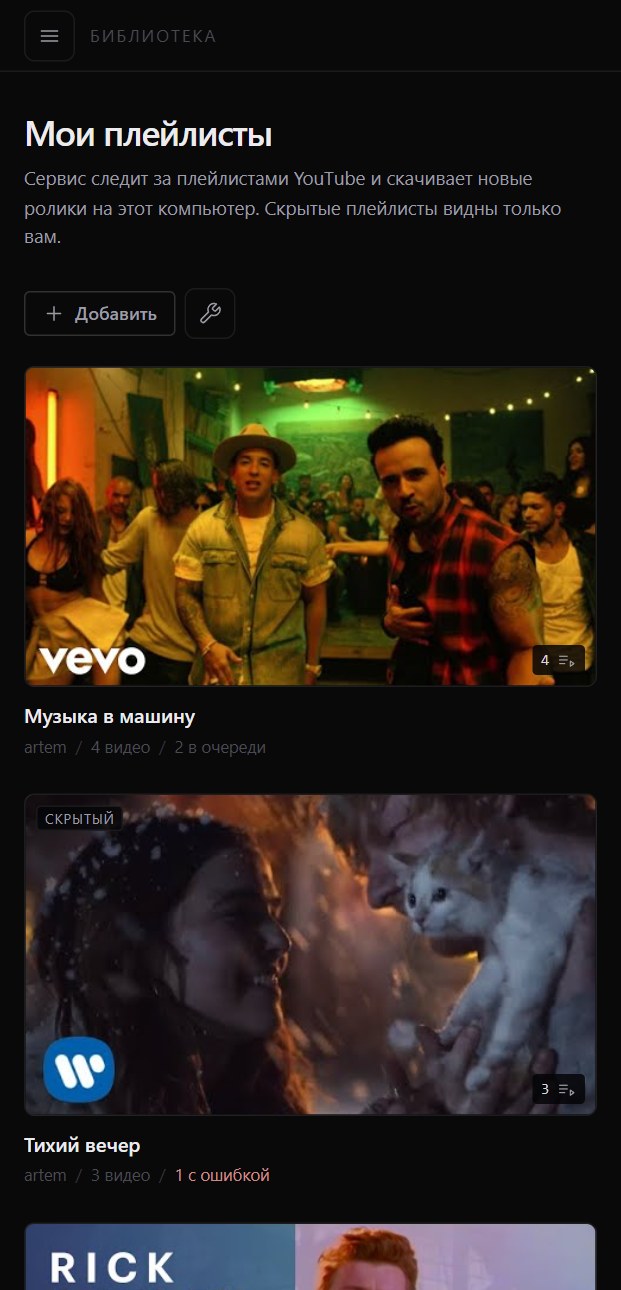 БИБЛИОТЕКА
Мои плейлисты
Сервис следит за плейлистами YouTube и скачивает новые
ролики на этот компьютер. Скрытые плейлисты видны только
вам.
Добавить
vevo
4
Музыка в машину
artem / 4 видео / 2 в очереди
СКРЫТЫЙ
3
Тихий вечер
artem / 3 видео / 1 с ошибкой
RICK